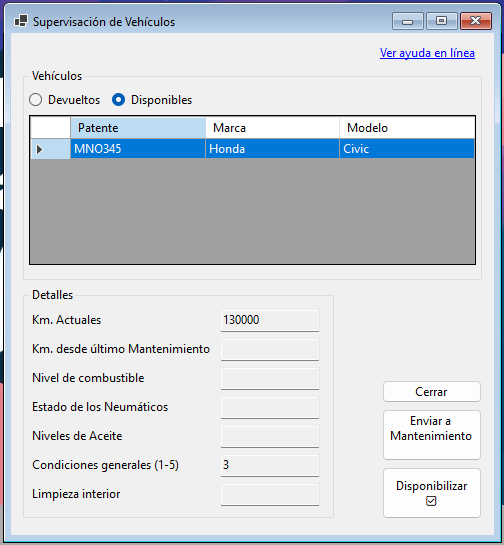 Supervisación de Vehículos
Ver ayuda en línea
Vehículos
Devueltos Disponibles
Patente Marca Modelo
MNO345 Honda Civic
Detalles
Km. Actuales 130000
Km. desde último Mantenimiento
Nivel de combustible
Estado de los Neumáticos
Niveles de Aceite
Condiciones generales (1-5) 3
Limpieza interior
Cerrar
Enviar a
Mantenimiento
Disponibilizar